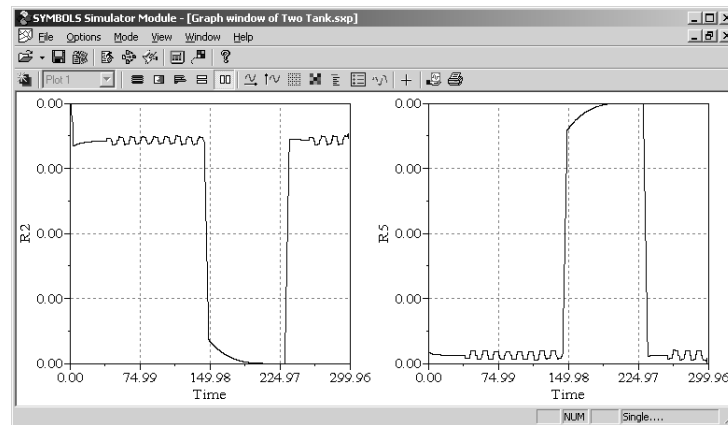 SYMBOLS Simulator Module - [Graph window of Two Tank.sxp]
File Options Mode View Window Help
Plot 1
0.00 0.00
0.00 0.00
R2 0.00 R5 0.00
0.00 0.00
0.00 0.00
0.00 74.99 149.98 224.97 299.96 0.00 74.99 149.98 224.97 299.96
Time Time
NUM Single....